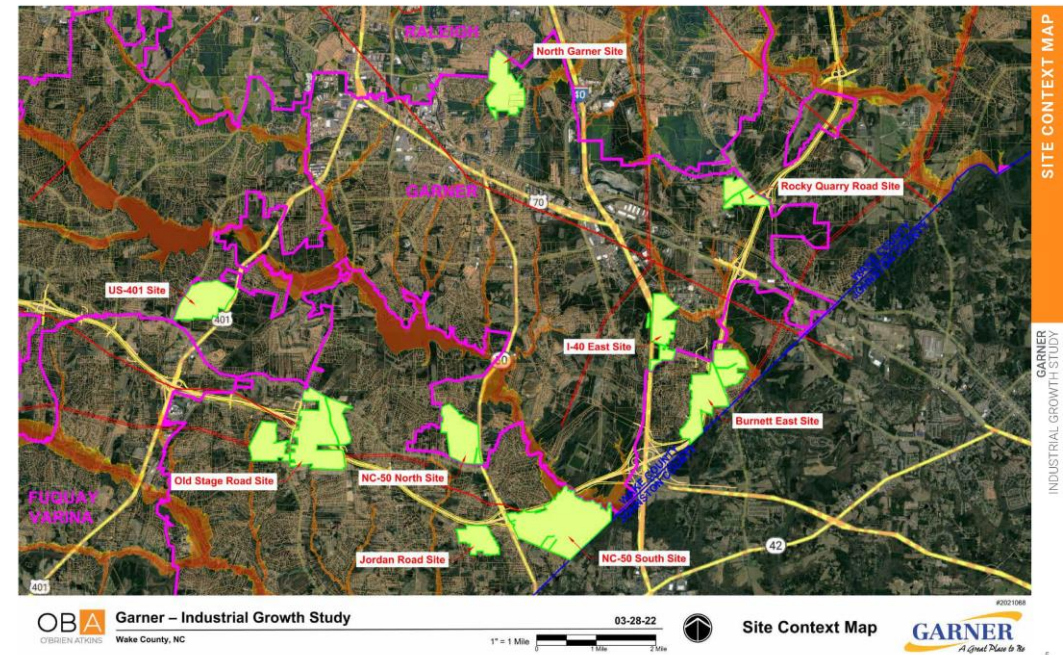 RALEIGH
North Garner Site
40
Rocky Quarry Road Site
GARNER
70
US-401 Site
401
I-40 East Site
50
Burnett East Site
Old Stage Road Site
NC-50 North Site
FUQUAY
VARINA
Jordan Road Site
NC-50 South Site
42
401
SITE CONTEXT MAP
GARNER
INDUSTRIAL GROWTH STUDY
#2021068
OBA
O'BRIEN ATKINS
Garner – Industrial Growth Study
Wake County, NC
03-28-22
1" = 1 Mile
0
1 Mile
2 Mile
Site Context Map
GARNER
A Great Place to Be